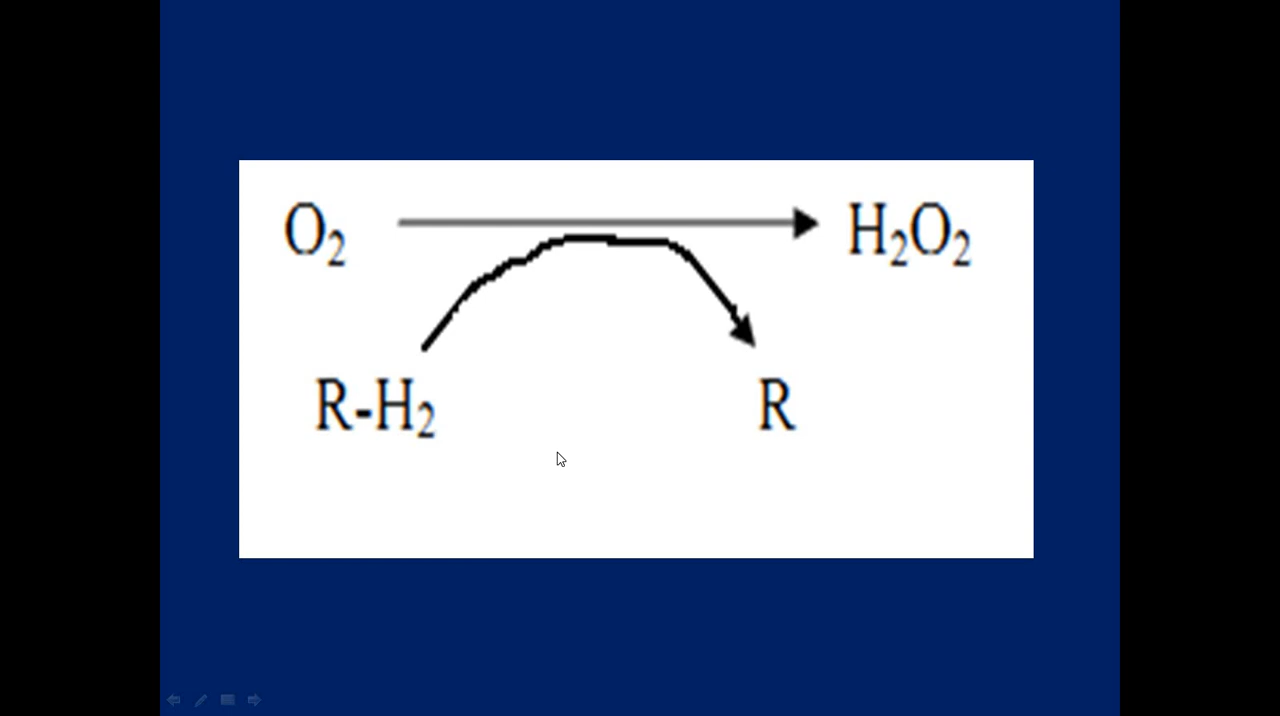 O₂ H₂O₂
R-H₂ R